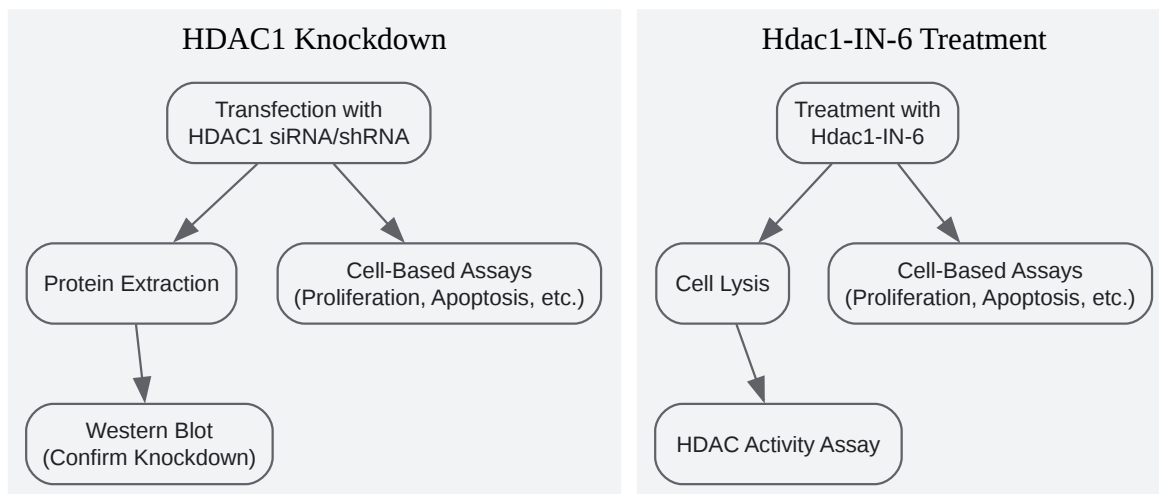 HDAC1 Knockdown
Transfection with
HDAC1 siRNA/shRNA
Protein Extraction
Cell-Based Assays
(Proliferation, Apoptosis, etc.)
Western Blot
(Confirm Knockdown)
Hdac1-IN-6 Treatment
Treatment with
Hdac1-IN-6
Cell Lysis
Cell-Based Assays
(Proliferation, Apoptosis, etc.)
HDAC Activity Assay